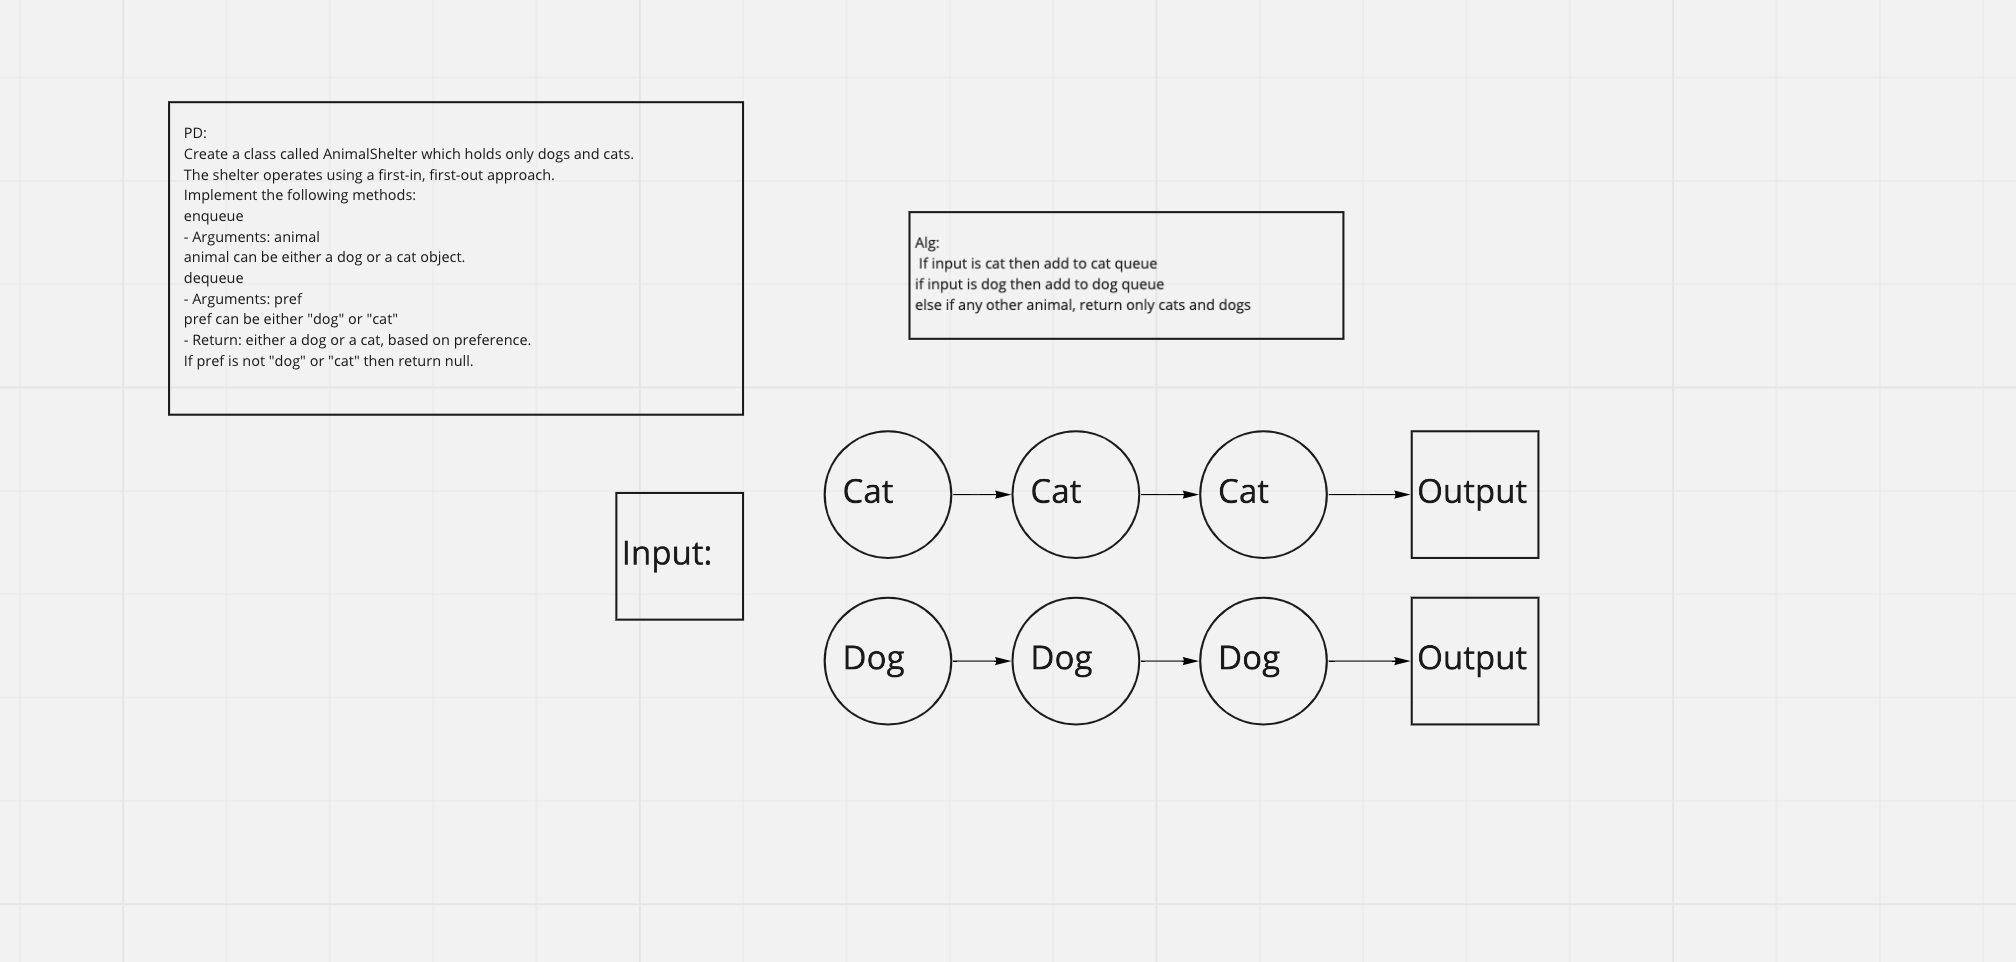 PD:
Create a class called AnimalShelter which holds only dogs and cats.
The shelter operates using a first-in, first-out approach.
Implement the following methods:
enqueue
- Arguments: animal
animal can be either a dog or a cat object.
dequeue
- Arguments: pref
pref can be either "dog" or "cat"
- Return: either a dog or a cat, based on preference.
If pref is not "dog" or "cat" then return null.
Alg:
If input is cat then add to cat queue
if input is dog then add to dog queue
else if any other animal, return only cats and dogs
Input:
Cat
Cat
Cat
Output
Dog
Dog
Dog
Output